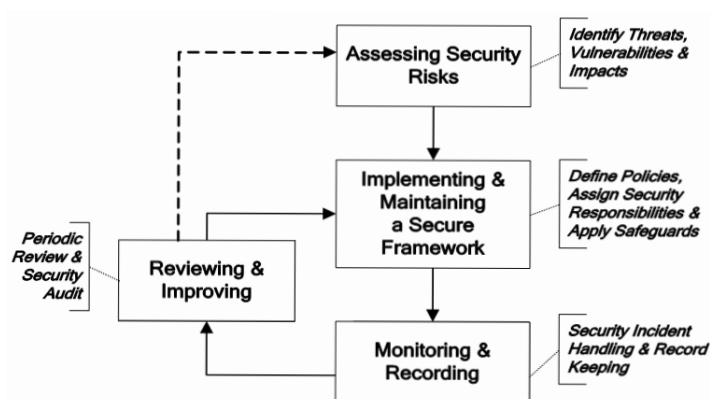 Assessing Security
Risks
Identify Threats,
Vulnerabilities &
Impacts
Implementing &
Maintaining
a Secure
Framework
Define Policies,
Assign Security
Responsibilities &
Apply Safeguards
Periodic
Review &
Security
Audit
Reviewing &
Improving
Monitoring &
Recording
Security Incident
Handling & Record
Keeping